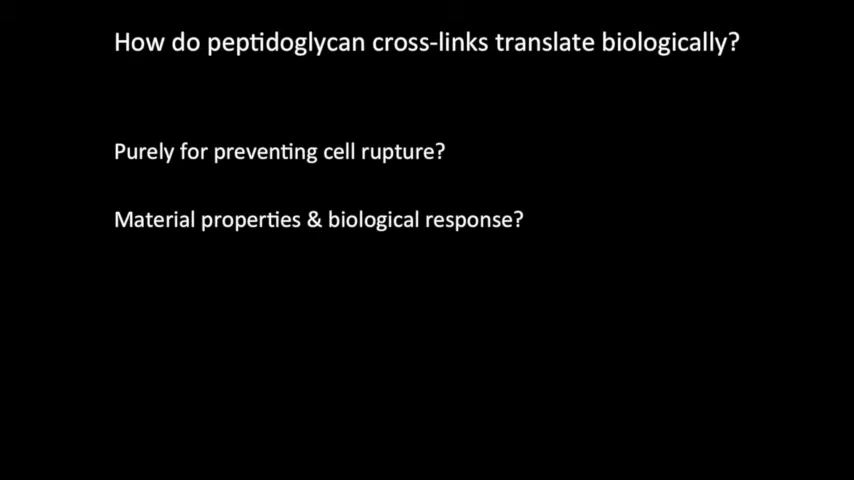 How do peptidoglycan cross-links translate biologically?
Purely for preventing cell rupture?
Material properties & biological response?